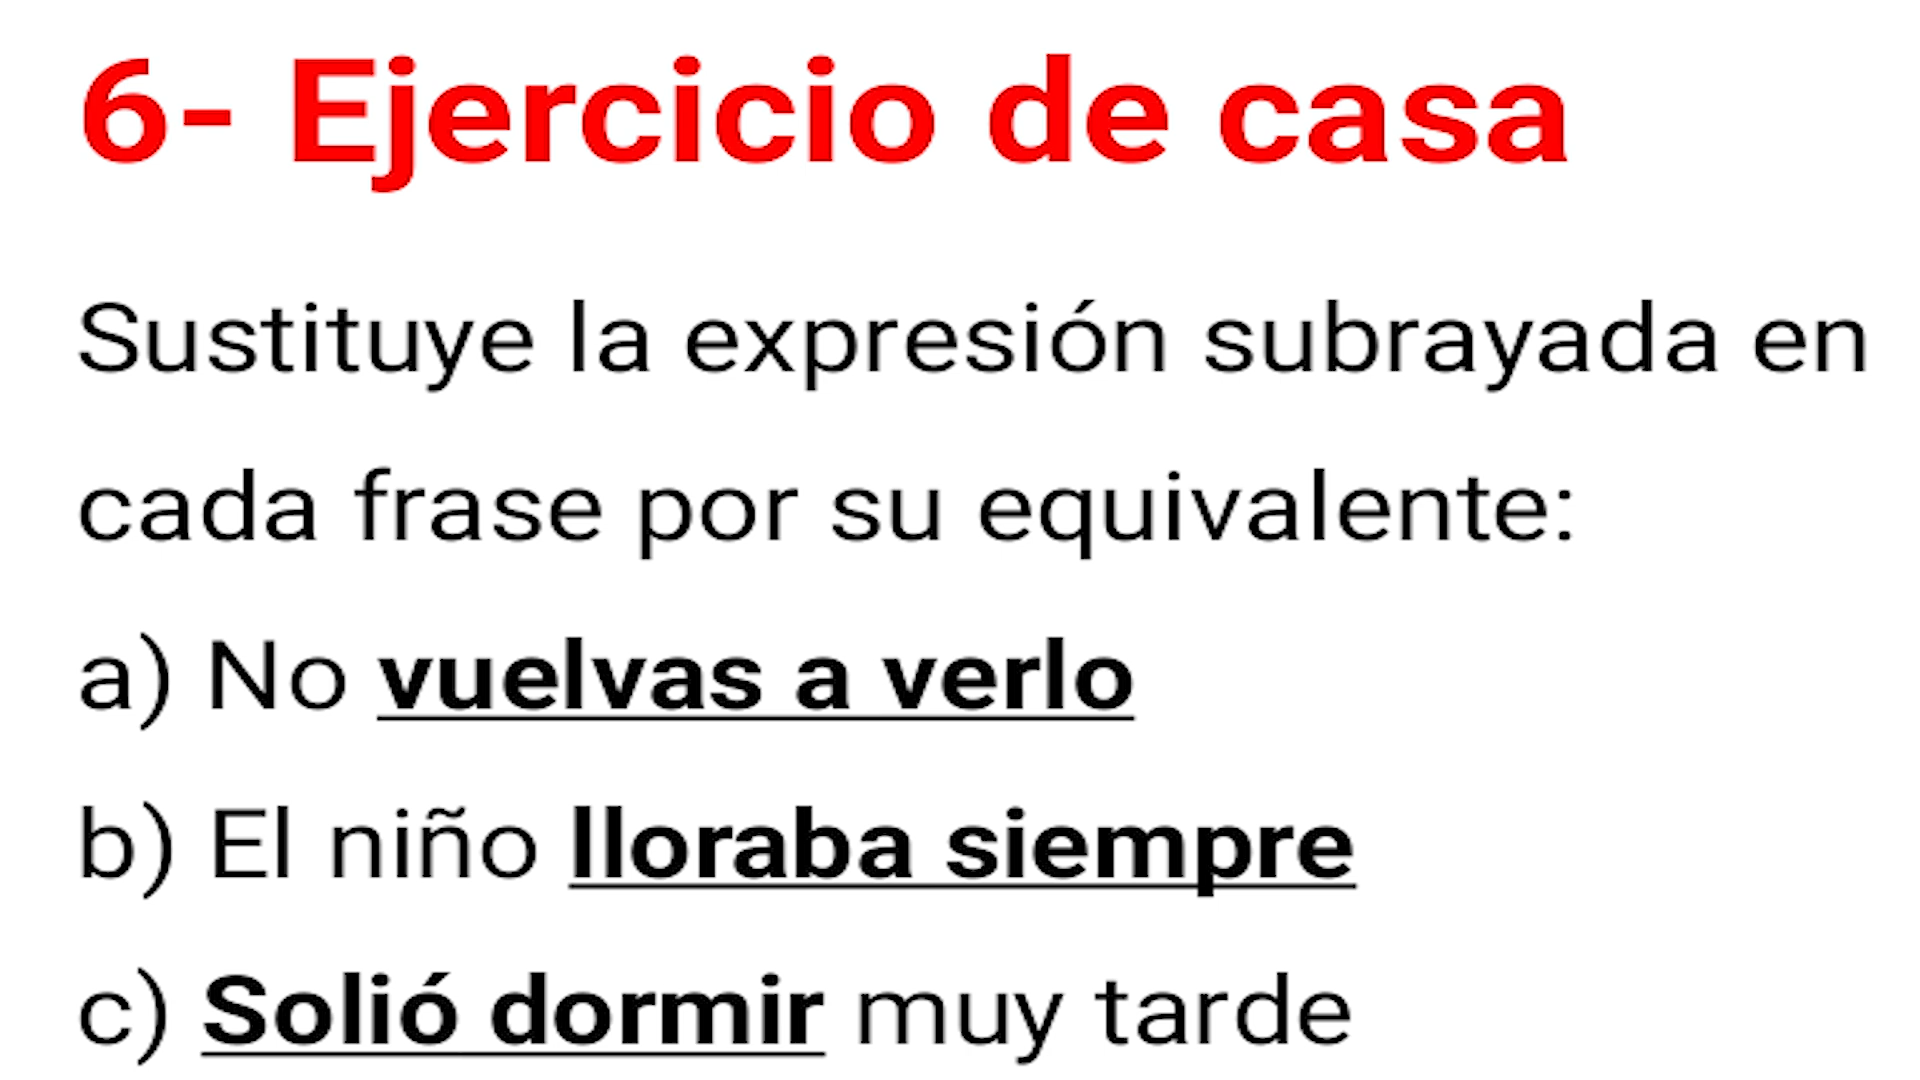 6- Ejercicio de casa
Sustituye la expresión subrayada en
cada frase por su equivalente:
a) No vuelvas a verlo
b) El niño lloraba siempre
c) Solió dormir muy tarde